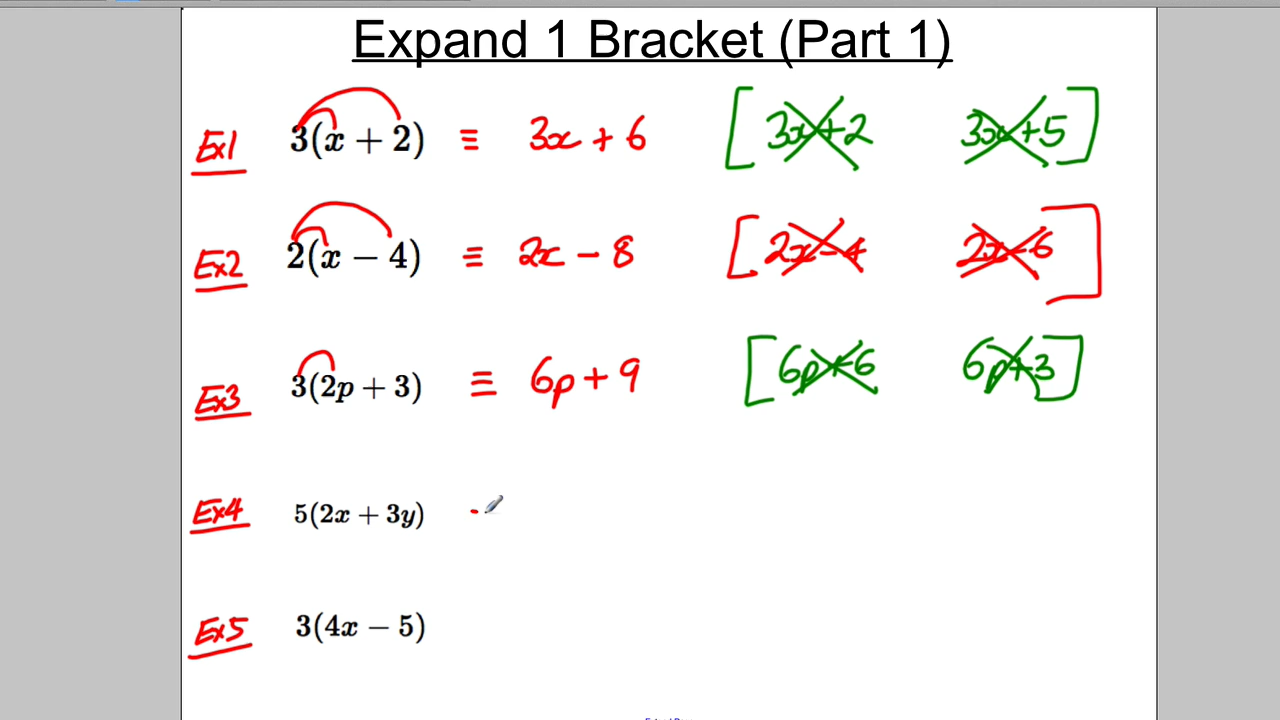 Expand 1 Bracket (Part 1)
Ex1 3(x + 2) ≡ 3x + 6 [ 3x+2 3x+5 ]
Ex2 2(x − 4) ≡ 2x − 8 [ 2x−4 2x−6 ]
Ex3 3(2p + 3) ≡ 6p + 9 [ 6p+6 6p+3 ]
Ex4 5(2x + 3y)
Ex5 3(4x − 5)